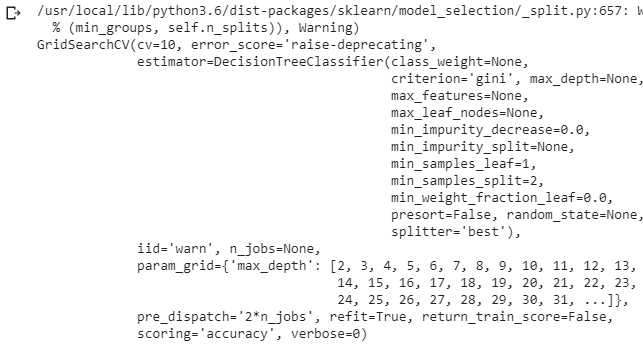 /usr/local/lib/python3.6/dist-packages/sklearn/model_selection/_split.py:657:
% (min_groups, self.n_splits)), Warning)
GridSearchCV(cv=10, error_score='raise-deprecating',
estimator=DecisionTreeClassifier(class_weight=None,
criterion='gini', max_depth=None,
max_features=None,
max_leaf_nodes=None,
min_impurity_decrease=0.0,
min_impurity_split=None,
min_samples_leaf=1,
min_samples_split=2,
min_weight_fraction_leaf=0.0,
presort=False, random_state=None,
splitter='best'),
iid='warn', n_jobs=None,
param_grid={'max_depth': [2, 3, 4, 5, 6, 7, 8, 9, 10, 11, 12, 13,
14, 15, 16, 17, 18, 19, 20, 21, 22, 23,
24, 25, 26, 27, 28, 29, 30, 31, ...]},
pre_dispatch='2*n_jobs', refit=True, return_train_score=False,
scoring='accuracy', verbose=0)